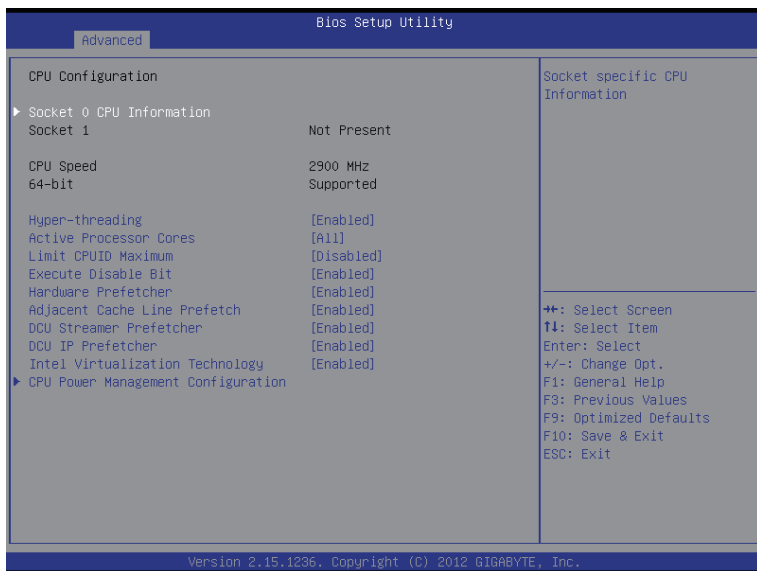 Bios Setup Utility
Advanced
CPU Configuration
Socket 0 CPU Information
Socket 1 Not Present
CPU Speed 2900 MHz
64-bit Supported
Hyper-threading [Enabled]
Active Processor Cores [All]
Limit CPUID Maximum [Disabled]
Execute Disable Bit [Enabled]
Hardware Prefetcher [Enabled]
Adjacent Cache Line Prefetch [Enabled]
DCU Streamer Prefetcher [Enabled]
DCU IP Prefetcher [Enabled]
Intel Virtualization Technology [Enabled]
CPU Power Management Configuration
Socket specific CPU
Information
→←: Select Screen
↑↓: Select Item
Enter: Select
+/-: Change Opt.
F1: General Help
F3: Previous Values
F9: Optimized Defaults
F10: Save & Exit
ESC: Exit
Version 2.15.1236. Copyright (C) 2012 GIGABYTE, Inc.